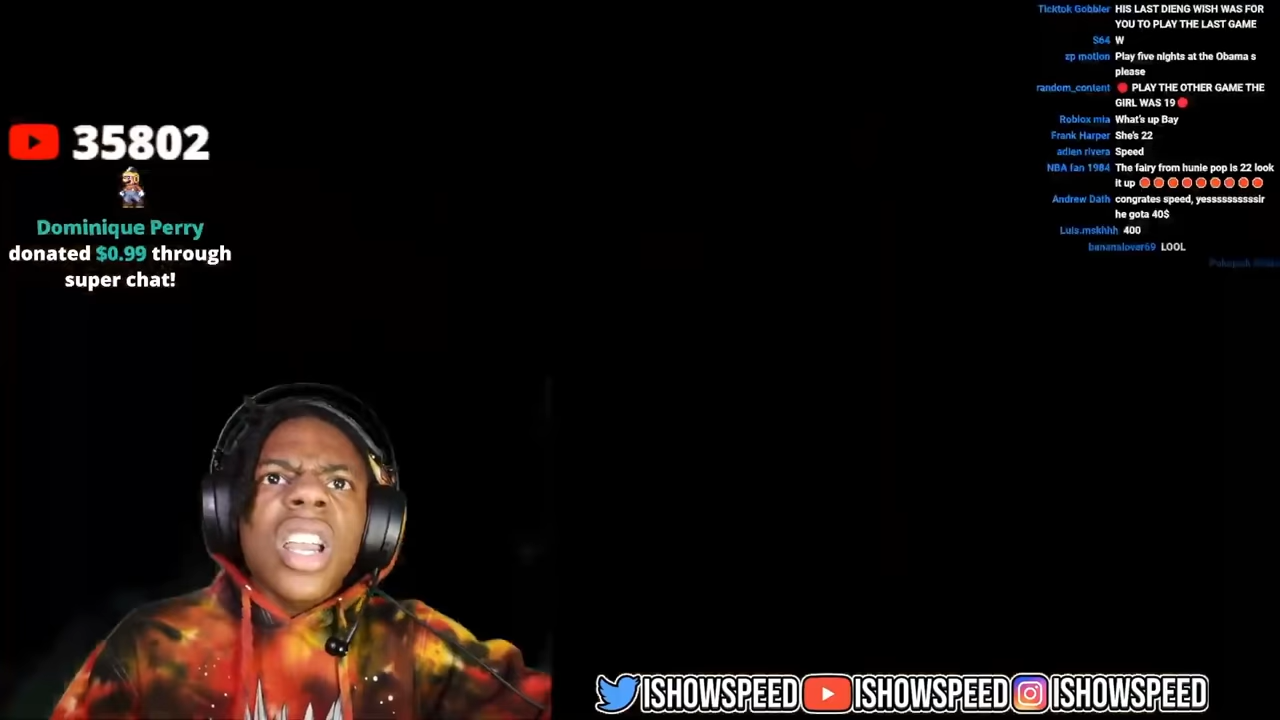 35802
Dominique Perry
donated $0.99 through
super chat!
Ticktok Gobbler HIS LAST DIENG WISH WAS FOR
YOU TO PLAY THE LAST GAME
S64 W
zp motion Play five nights at the Obama s
please
random_content PLAY THE OTHER GAME THE
GIRL WAS 19
Roblox mia What's up Bay
Frank Harper She's 22
adien rivera Speed
NBA fan 1984 The fairy from hunie pop is 22 look
it up
Andrew Dath congrates speed, yessssssssssir
he gota 40$
Luis.mskhhh 400
bananslover69 LOOL
ISHOWSPEED ISHOWSPEED ISHOWSPEED